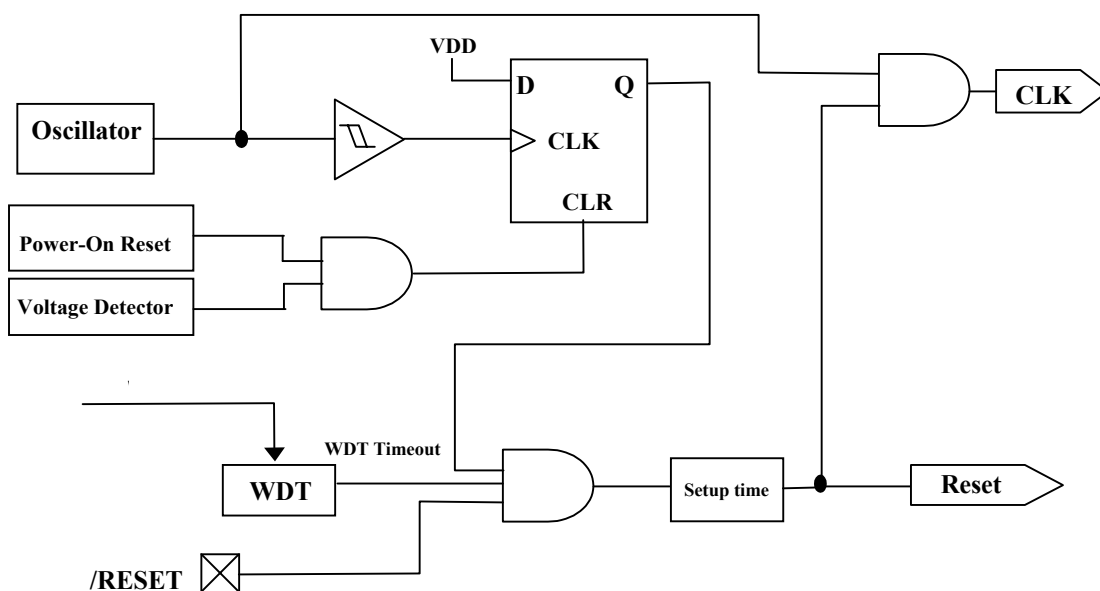 VDD
D
Q
CLK
Oscillator
CLK
CLR
Power-On Reset
Voltage Detector
WDT Timeout
WDT
Setup time
Reset
/RESET